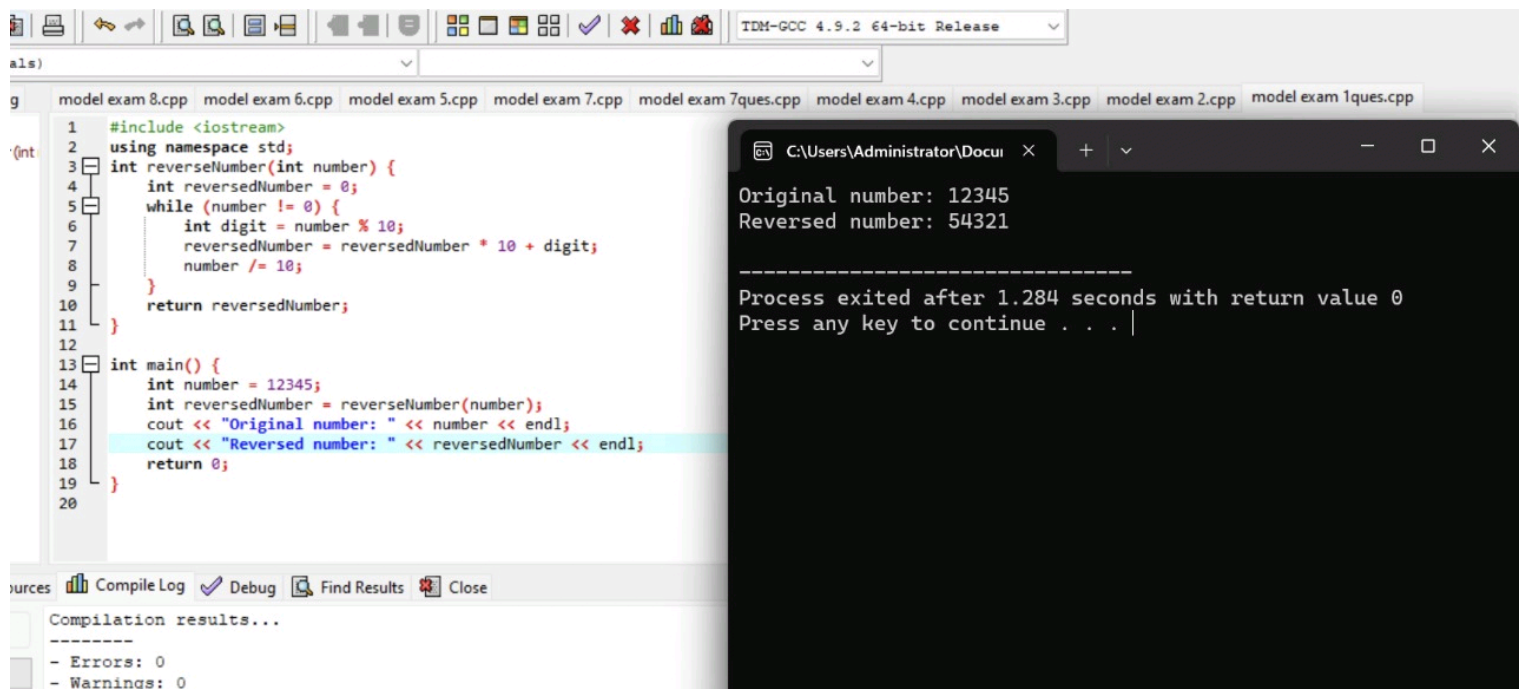 TDM-GCC 4.9.2 64-bit Release
als)
g model exam 8.cpp model exam 6.cpp model exam 5.cpp model exam 7.cpp model exam 7ques.cpp model exam 4.cpp model exam 3.cpp model exam 2.cpp model exam 1ques.cpp
r(int
1 #include <iostream>
2 using namespace std;
3 int reverseNumber(int number) {
4 int reversedNumber = 0;
5 while (number != 0) {
6 int digit = number % 10;
7 reversedNumber = reversedNumber * 10 + digit;
8 number /= 10;
9 }
10 return reversedNumber;
11 }
12
13 int main() {
14 int number = 12345;
15 int reversedNumber = reverseNumber(number);
16 cout << "Original number: " << number << endl;
17 cout << "Reversed number: " << reversedNumber << endl;
18 return 0;
19 }
20
C:\Users\Administrator\Docu
Original number: 12345
Reversed number: 54321
--------------------------------
Process exited after 1.284 seconds with return value 0
Press any key to continue . . .
ources Compile Log Debug Find Results Close
Compilation results...
--------
- Errors: 0
- Warnings: 0